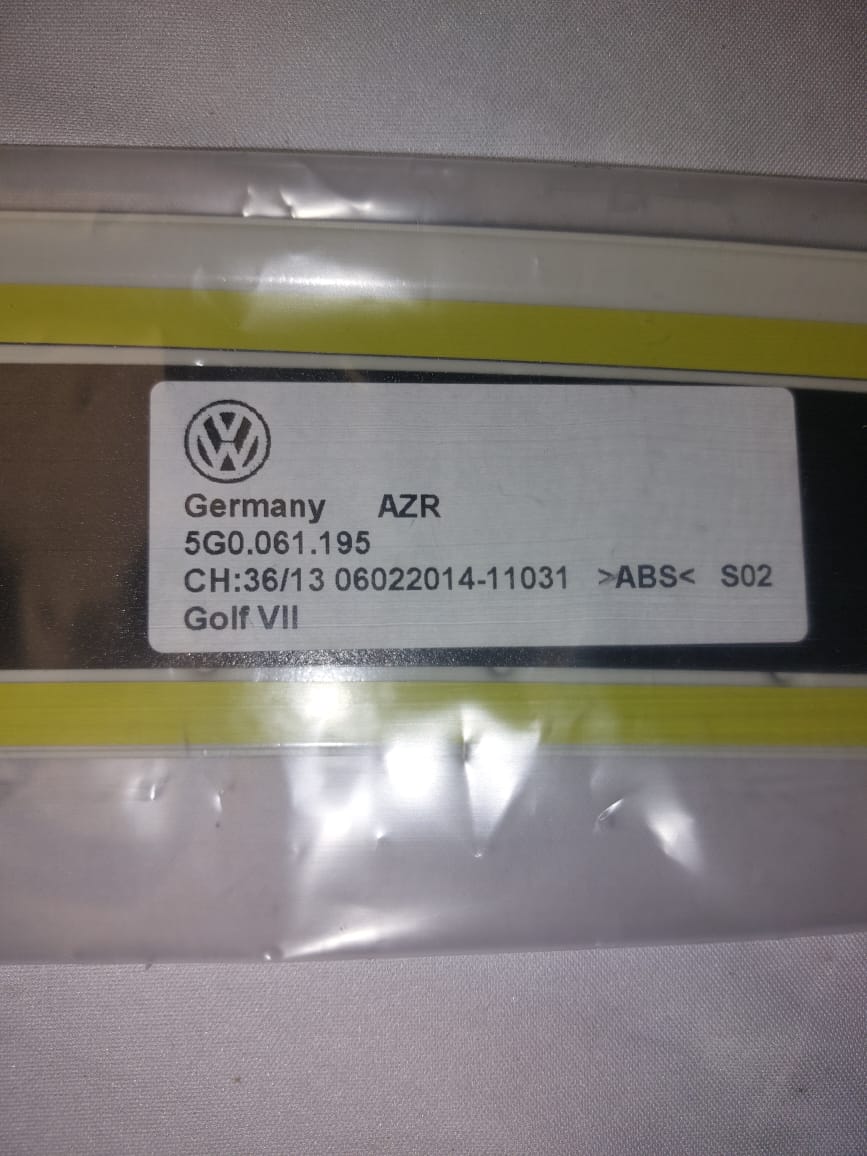 Germany AZR
5G0.061.195
CH:36/13 06022014-11031 >ABS< S02
Golf VII